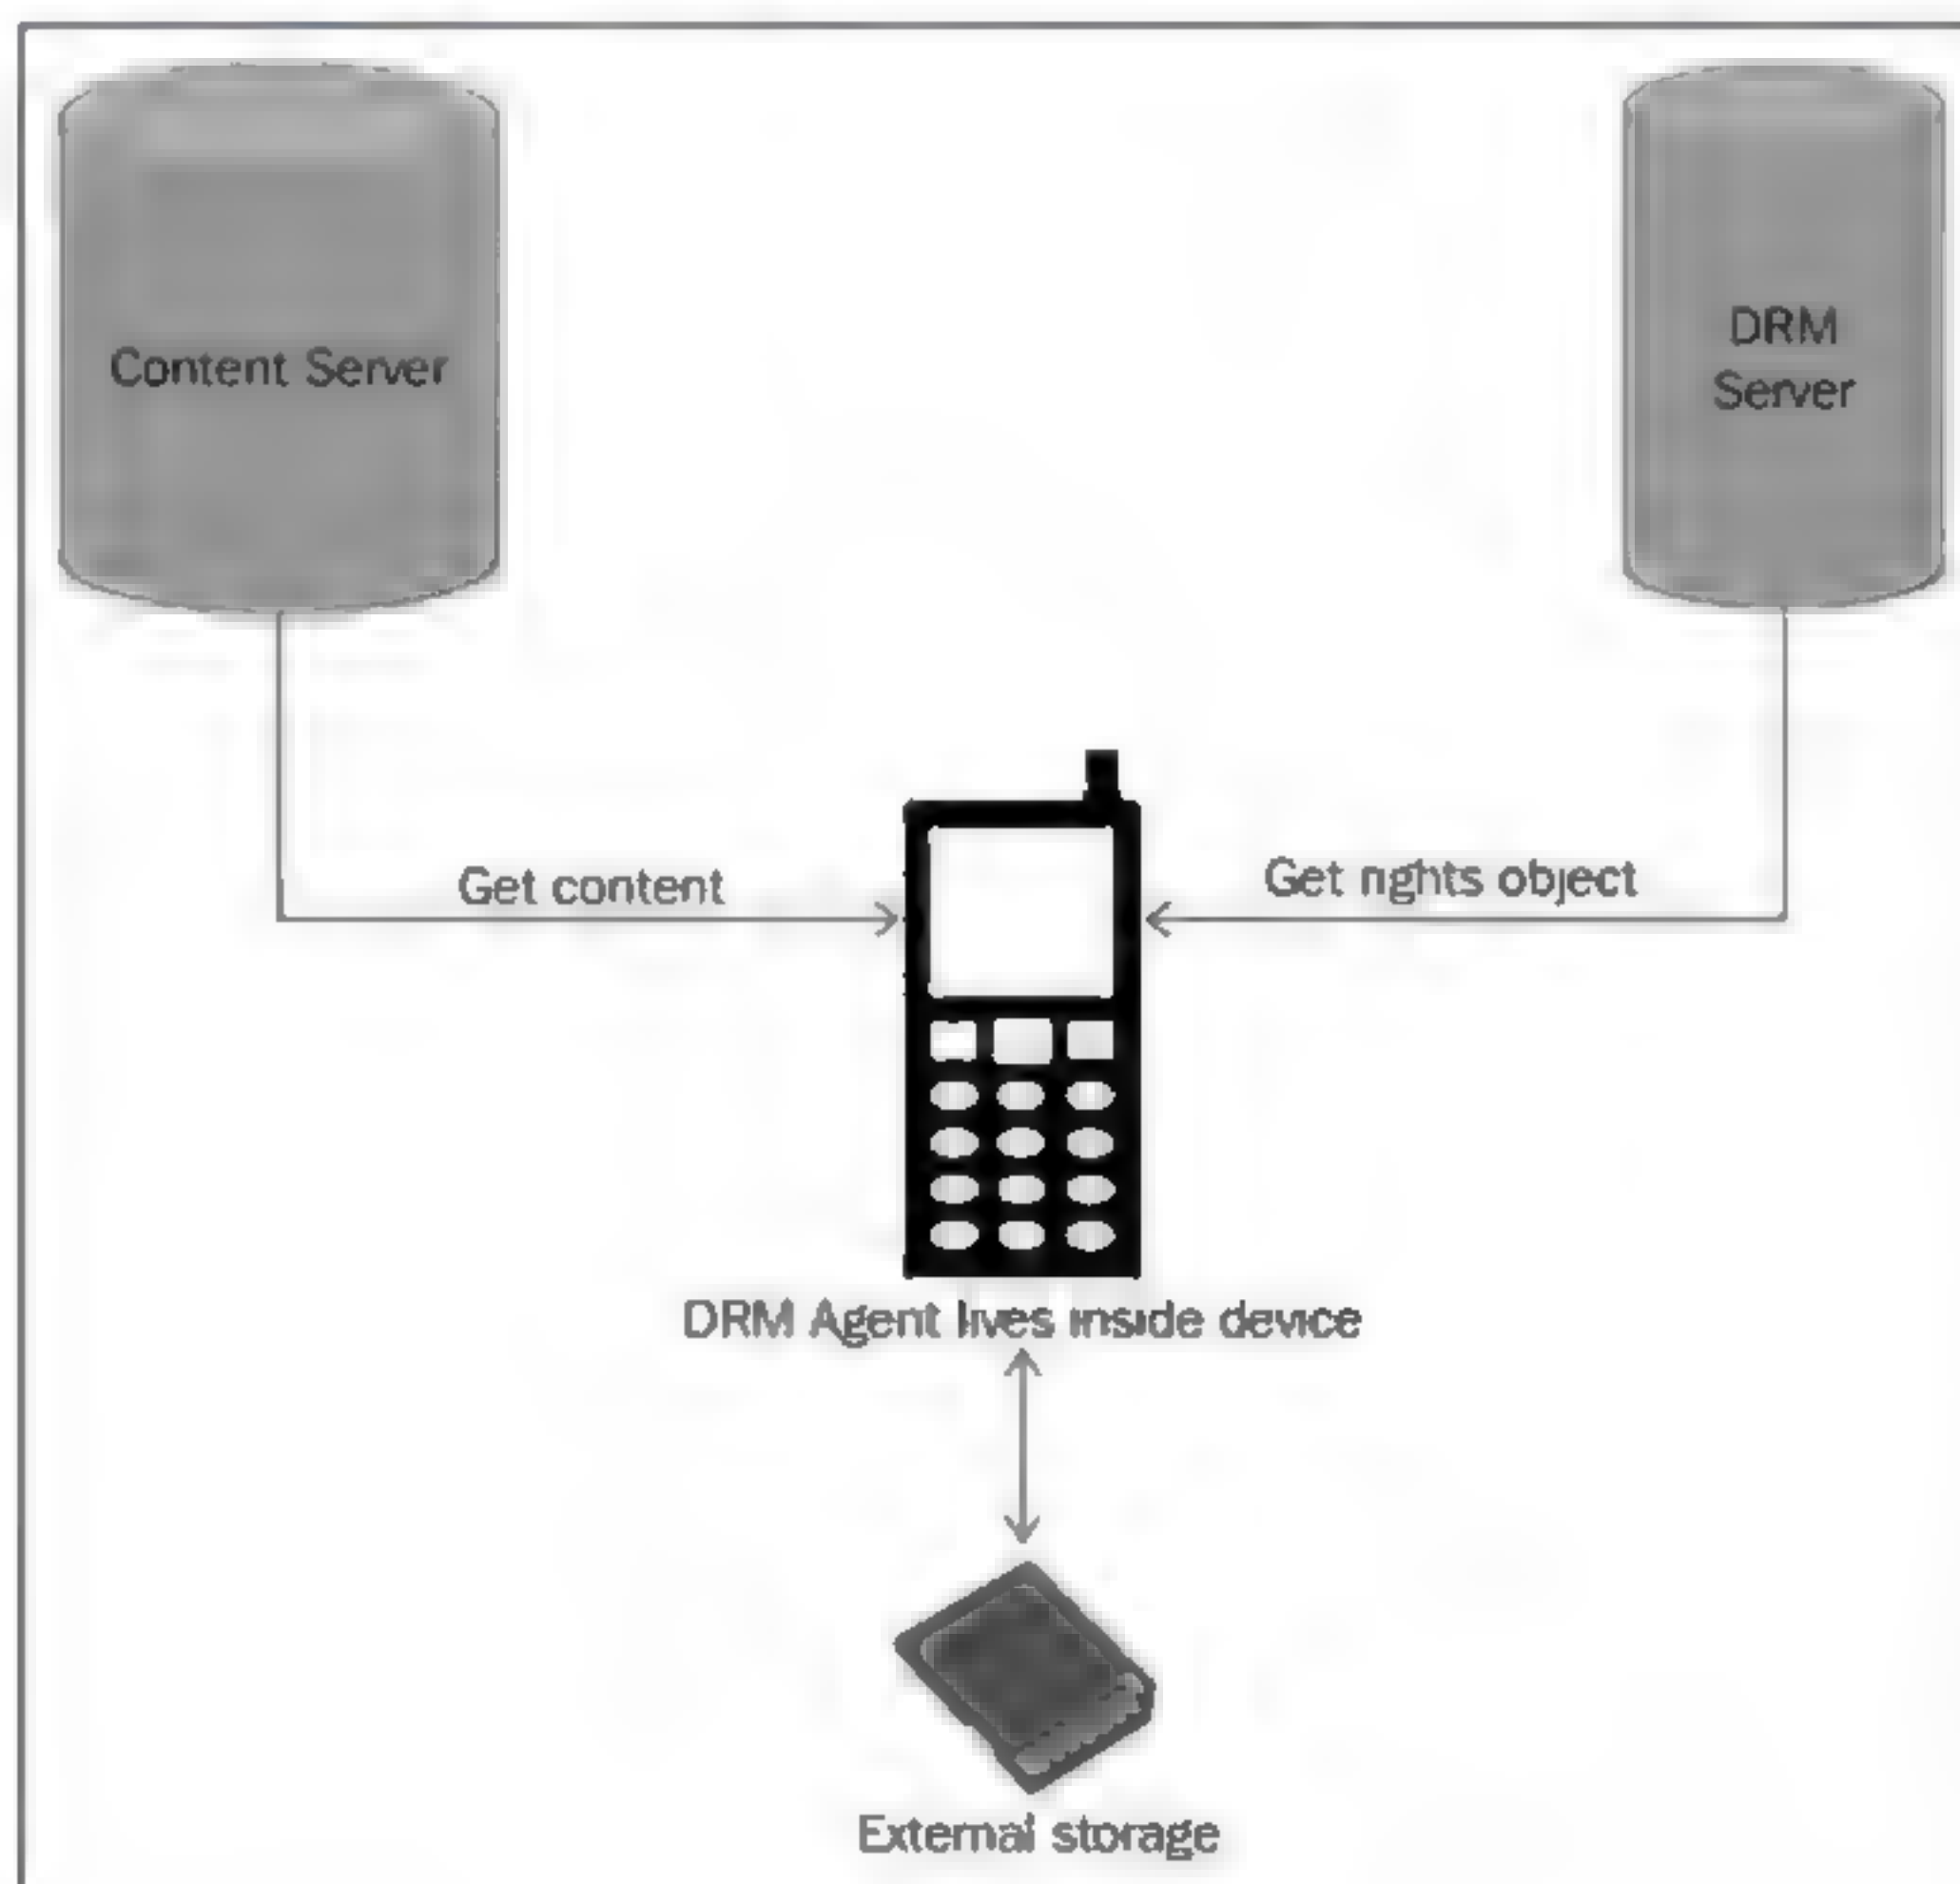 Content Server
DRM
Server
Get content
Get rights object
DRM Agent lives inside device
External storage